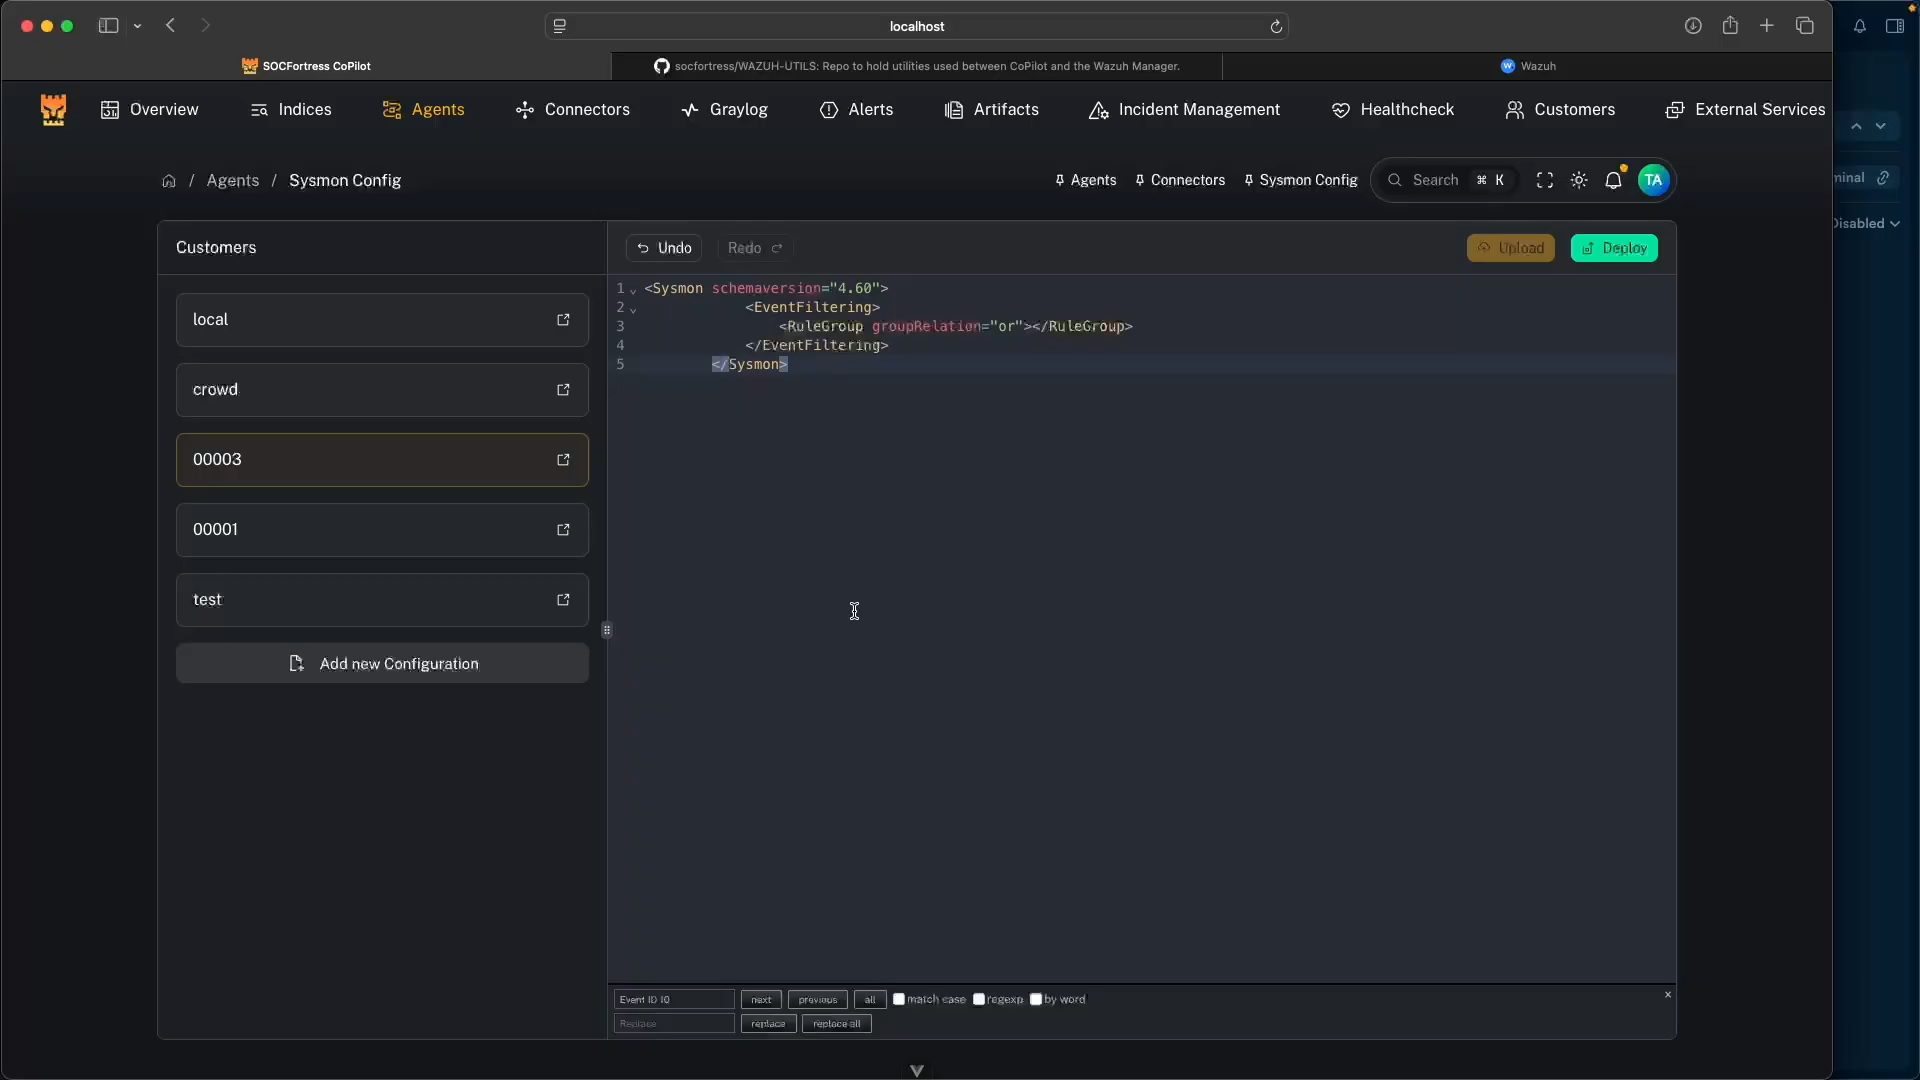 localhost
SOCFortress CoPilot
socfortress/WAZUH-UTILS: Repo to hold utilities used between CoPilot and the Wazuh Manager.
Wazuh
Overview
Indices
Agents
Connectors
Graylog
Alerts
Artifacts
Incident Management
Healthcheck
Customers
External Services
/ Agents / Sysmon Config
Agents
Connectors
Sysmon Config
Search ⌘ K
TA
minal
Disabled
Customers
Undo
Redo
Upload
Deploy
local
crowd
00003
00001
test
Add new Configuration
1 <Sysmon schemaversion="4.60">
2 <EventFiltering>
3 <RuleGroup groupRelation="or"></RuleGroup>
4 </EventFiltering>
5 </Sysmon>
Event ID 10
next
previous
all
match case
regexp
by word
×
Replace
replace
replace all